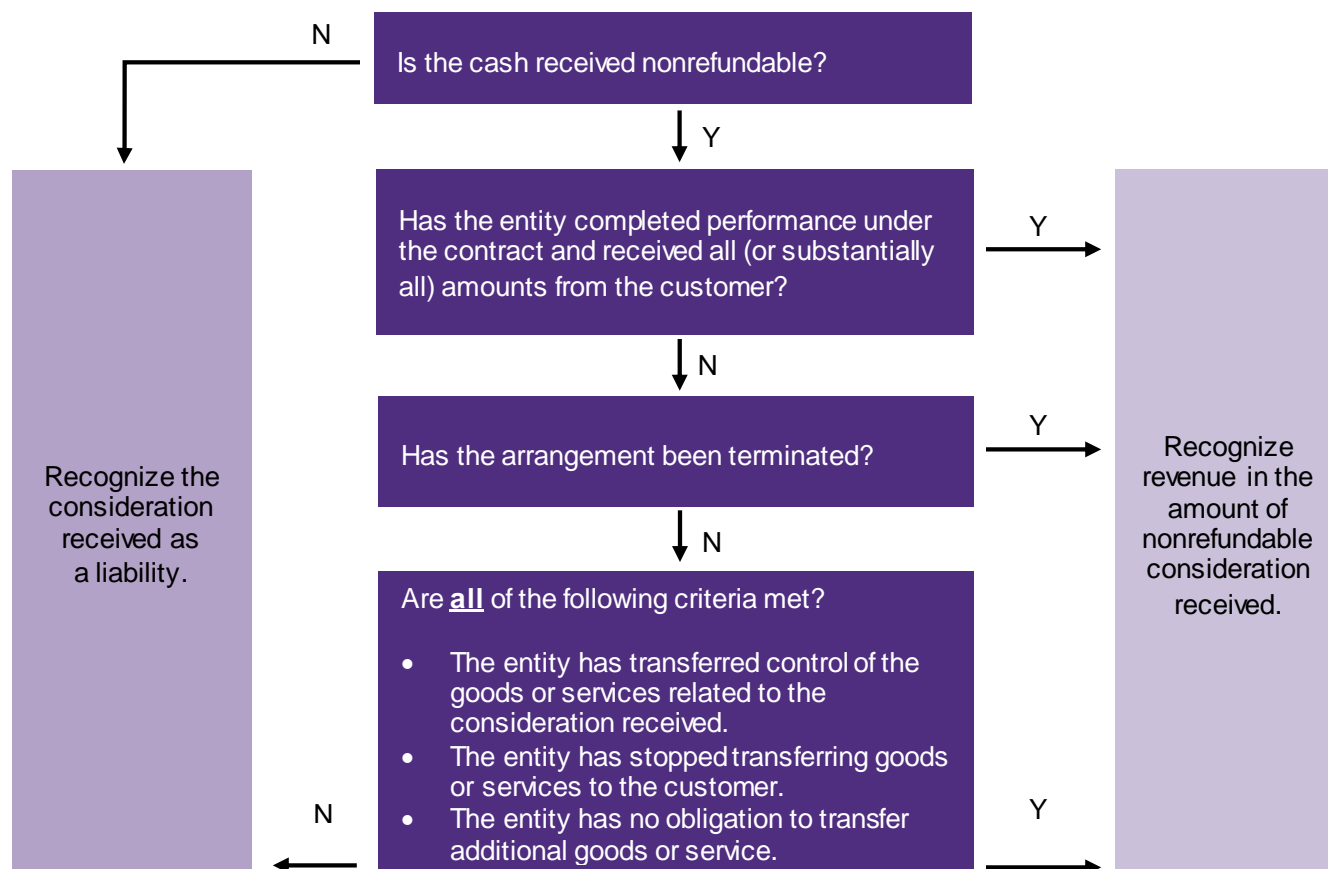 N
Is the cash received nonrefundable?
Y
Has the entity completed performance under
the contract and received all (or substantially
all) amounts from the customer?
Y
N
Has the arrangement been terminated?
Y
N
Recognize the
consideration
received as
a liability.
Recognize
revenue in the
amount of
nonrefundable
consideration
received.
Are all of the following criteria met?
• The entity has transferred control of the
goods or services related to the
consideration received.
• The entity has stopped transferring goods
or services to the customer.
• The entity has no obligation to transfer
additional goods or service.
N
Y